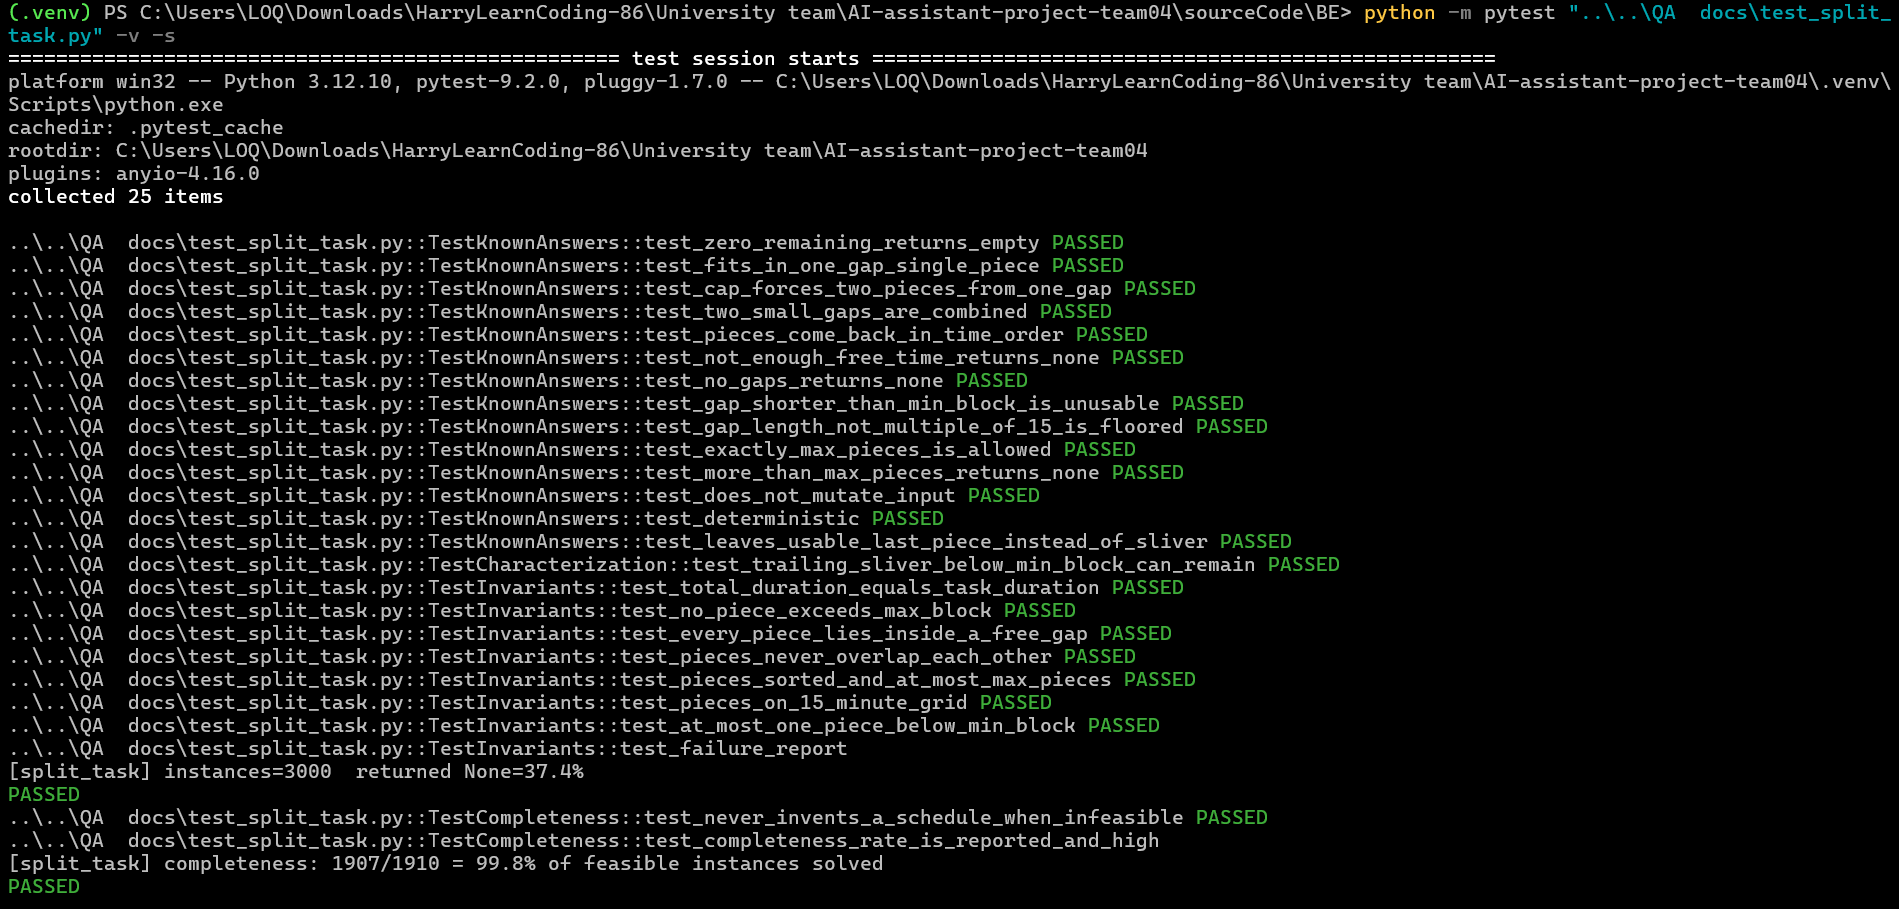 (.venv) PS C:\Users\LOQ\Downloads\HarryLearnCoding-86\University team\AI-assistant-project-team04\sourceCode\BE> python -m pytest "..\..\QA  docs\test_split_
task.py" -v -s
=================================================== test session starts ====================================================
platform win32 -- Python 3.12.10, pytest-9.2.0, pluggy-1.7.0 -- C:\Users\LOQ\Downloads\HarryLearnCoding-86\University team\AI-assistant-project-team04\.venv\
Scripts\python.exe
cachedir: .pytest_cache
rootdir: C:\Users\LOQ\Downloads\HarryLearnCoding-86\University team\AI-assistant-project-team04
plugins: anyio-4.16.0
collected 25 items

..\..\QA  docs\test_split_task.py::TestKnownAnswers::test_zero_remaining_returns_empty PASSED
..\..\QA  docs\test_split_task.py::TestKnownAnswers::test_fits_in_one_gap_single_piece PASSED
..\..\QA  docs\test_split_task.py::TestKnownAnswers::test_cap_forces_two_pieces_from_one_gap PASSED
..\..\QA  docs\test_split_task.py::TestKnownAnswers::test_two_small_gaps_are_combined PASSED
..\..\QA  docs\test_split_task.py::TestKnownAnswers::test_pieces_come_back_in_time_order PASSED
..\..\QA  docs\test_split_task.py::TestKnownAnswers::test_not_enough_free_time_returns_none PASSED
..\..\QA  docs\test_split_task.py::TestKnownAnswers::test_no_gaps_returns_none PASSED
..\..\QA  docs\test_split_task.py::TestKnownAnswers::test_gap_shorter_than_min_block_is_unusable PASSED
..\..\QA  docs\test_split_task.py::TestKnownAnswers::test_gap_length_not_multiple_of_15_is_floored PASSED
..\..\QA  docs\test_split_task.py::TestKnownAnswers::test_exactly_max_pieces_is_allowed PASSED
..\..\QA  docs\test_split_task.py::TestKnownAnswers::test_more_than_max_pieces_returns_none PASSED
..\..\QA  docs\test_split_task.py::TestKnownAnswers::test_does_not_mutate_input PASSED
..\..\QA  docs\test_split_task.py::TestKnownAnswers::test_deterministic PASSED
..\..\QA  docs\test_split_task.py::TestKnownAnswers::test_leaves_usable_last_piece_instead_of_sliver PASSED
..\..\QA  docs\test_split_task.py::TestCharacterization::test_trailing_sliver_below_min_block_can_remain PASSED
..\..\QA  docs\test_split_task.py::TestInvariants::test_total_duration_equals_task_duration PASSED
..\..\QA  docs\test_split_task.py::TestInvariants::test_no_piece_exceeds_max_block PASSED
..\..\QA  docs\test_split_task.py::TestInvariants::test_every_piece_lies_inside_a_free_gap PASSED
..\..\QA  docs\test_split_task.py::TestInvariants::test_pieces_never_overlap_each_other PASSED
..\..\QA  docs\test_split_task.py::TestInvariants::test_pieces_sorted_and_at_most_max_pieces PASSED
..\..\QA  docs\test_split_task.py::TestInvariants::test_pieces_on_15_minute_grid PASSED
..\..\QA  docs\test_split_task.py::TestInvariants::test_at_most_one_piece_below_min_block PASSED
..\..\QA  docs\test_split_task.py::TestInvariants::test_failure_report
[split_task] instances=3000  returned None=37.4%
PASSED
..\..\QA  docs\test_split_task.py::TestCompleteness::test_never_invents_a_schedule_when_infeasible PASSED
..\..\QA  docs\test_split_task.py::TestCompleteness::test_completeness_rate_is_reported_and_high
[split_task] completeness: 1907/1910 = 99.8% of feasible instances solved
PASSED